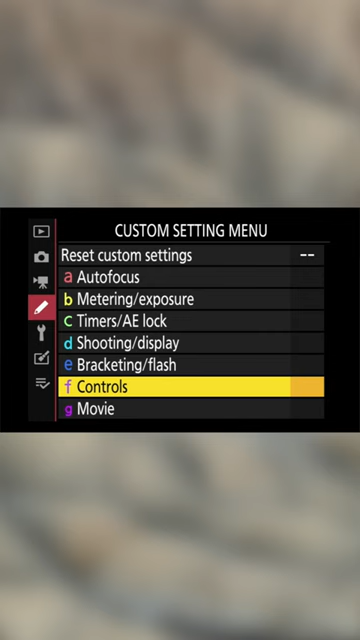 CUSTOM SETTING MENU
Reset custom settings --
a Autofocus
b Metering/exposure
c Timers/AE lock
d Shooting/display
e Bracketing/flash
f Controls
g Movie